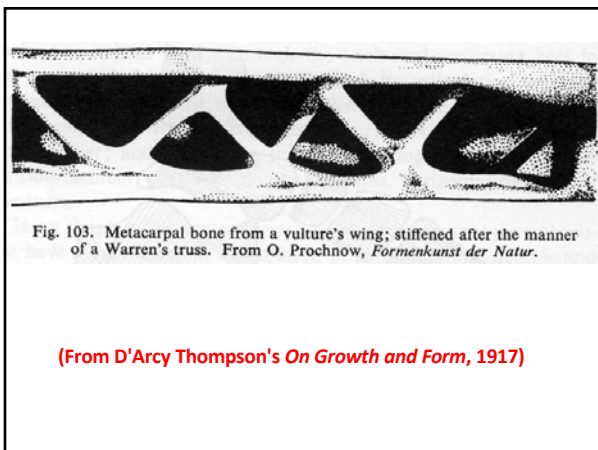 Fig. 103. Metacarpal bone from a vulture's wing; stiffened after the manner
of a Warren's truss. From O. Prochnow, Formenkunst der Natur.
(From D'Arcy Thompson's On Growth and Form, 1917)